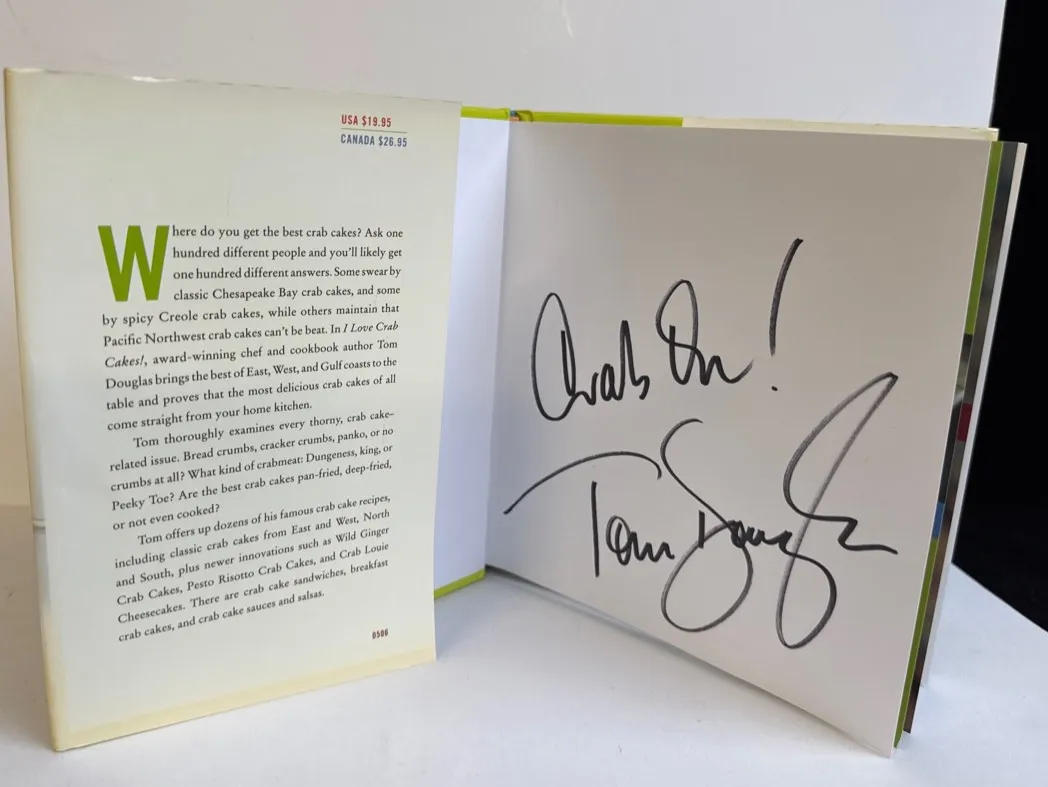 USA $19.95
CANADA $26.95
Where do you get the best crab cakes? Ask one
hundred different people and you'll likely get
one hundred different answers. Some swear by
classic Chesapeake Bay crab cakes, and some
by spicy Creole crab cakes, while others maintain that
Pacific Northwest crab cakes can't be beat. In I Love Crab
Cakes!, award-winning chef and cookbook author Tom
Douglas brings the best of East, West, and Gulf coasts to the
table and proves that the most delicious crab cakes of all
come straight from your home kitchen.
Tom thoroughly examines every thorny, crab cake–
related issue. Bread crumbs, cracker crumbs, panko, or no
crumbs at all? What kind of crabmeat: Dungeness, king, or
Peeky Toe? Are the best crab cakes pan-fried, deep-fried,
or not even cooked?
Tom offers up dozens of his famous crab cake recipes,
including classic crab cakes from East and West, North
and South, plus newer innovations such as Wild Ginger
Crab Cakes, Pesto Risotto Crab Cakes, and Crab Louie
Cheesecakes. There are crab cake sandwiches, breakfast
crab cakes, and crab cake sauces and salsas.
0506
Crab On!
Tom Douglas